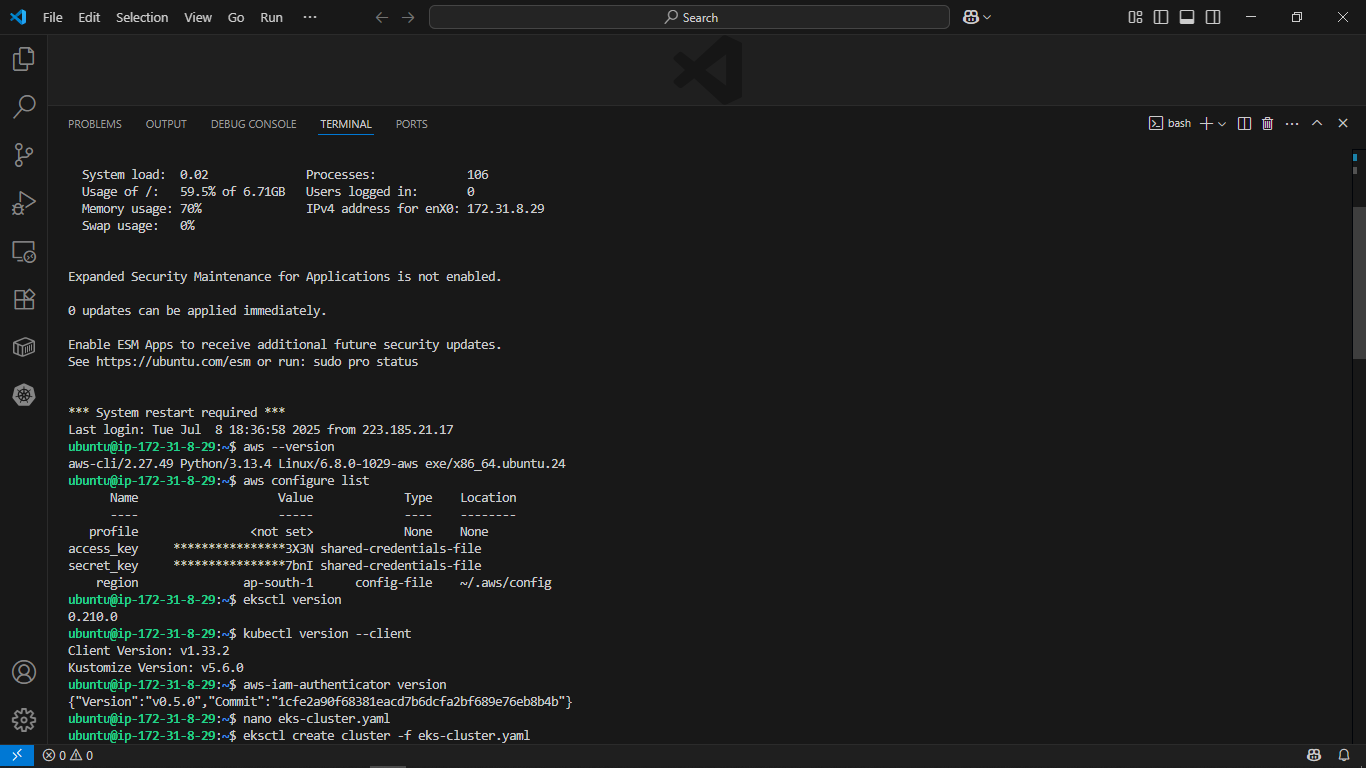 File Edit Selection View Go Run ··· Search
PROBLEMS OUTPUT DEBUG CONSOLE TERMINAL PORTS bash
System load: 0.02 Processes: 106
Usage of /: 59.5% of 6.71GB Users logged in: 0
Memory usage: 70% IPv4 address for enX0: 172.31.8.29
Swap usage: 0%
Expanded Security Maintenance for Applications is not enabled.
0 updates can be applied immediately.
Enable ESM Apps to receive additional future security updates.
See https://ubuntu.com/esm or run: sudo pro status
*** System restart required ***
Last login: Tue Jul  8 18:36:58 2025 from 223.185.21.17
ubuntu@ip-172-31-8-29:~$ aws --version
aws-cli/2.27.49 Python/3.13.4 Linux/6.8.0-1029-aws exe/x86_64.ubuntu.24
ubuntu@ip-172-31-8-29:~$ aws configure list
Name Value Type Location
---- ----- ---- --------
profile <not set> None None
access_key ****************3X3N shared-credentials-file
secret_key ****************7bnI shared-credentials-file
region ap-south-1 config-file ~/.aws/config
ubuntu@ip-172-31-8-29:~$ eksctl version
0.210.0
ubuntu@ip-172-31-8-29:~$ kubectl version --client
Client Version: v1.33.2
Kustomize Version: v5.6.0
ubuntu@ip-172-31-8-29:~$ aws-iam-authenticator version
{"Version":"v0.5.0","Commit":"1cfe2a90f68381eacd7b6dcfa2bf689e76eb8b4b"}
ubuntu@ip-172-31-8-29:~$ nano eks-cluster.yaml
ubuntu@ip-172-31-8-29:~$ eksctl create cluster -f eks-cluster.yaml
0 0